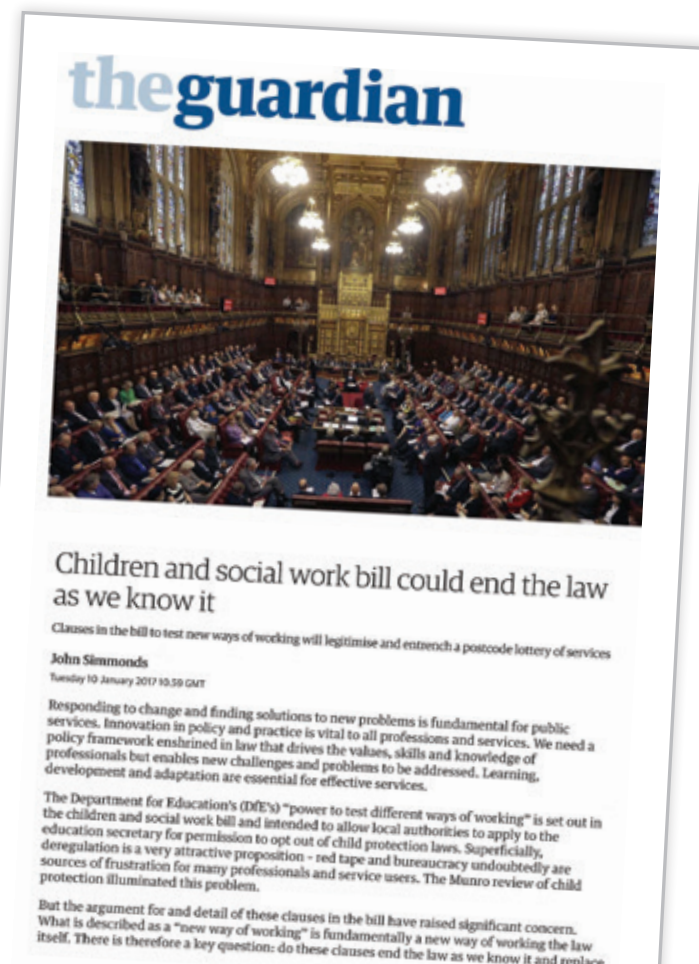 theguardian
Children and social work bill could end the law
as we know it
Clauses in the bill to test new ways of working will legitimise and entrench a postcode lottery of services
John Simmonds
Tuesday 10 January 2017 10.59 GMT
Responding to change and finding solutions to new problems is fundamental for public
services. Innovation in policy and practice is vital to all professions and services. We need a
policy framework enshrined in law that drives the values, skills and knowledge of
professionals but enables new challenges and problems to be addressed. Learning,
development and adaptation are essential for effective services.
The Department for Education's (DfE's) “power to test different ways of working” is set out in
the children and social work bill and intended to allow local authorities to apply to the
education secretary for permission to opt out of child protection laws. Superficially,
deregulation is a very attractive proposition - red tape and bureaucracy undoubtedly are
sources of frustration for many professionals and service users. The Munro review of child
protection illuminated this problem.
But the argument for and detail of these clauses in the bill have raised significant concern.
What is described as a “new way of working” is fundamentally a new way of working the law
itself. There is therefore a key question: do these clauses end the law as we know it and replace